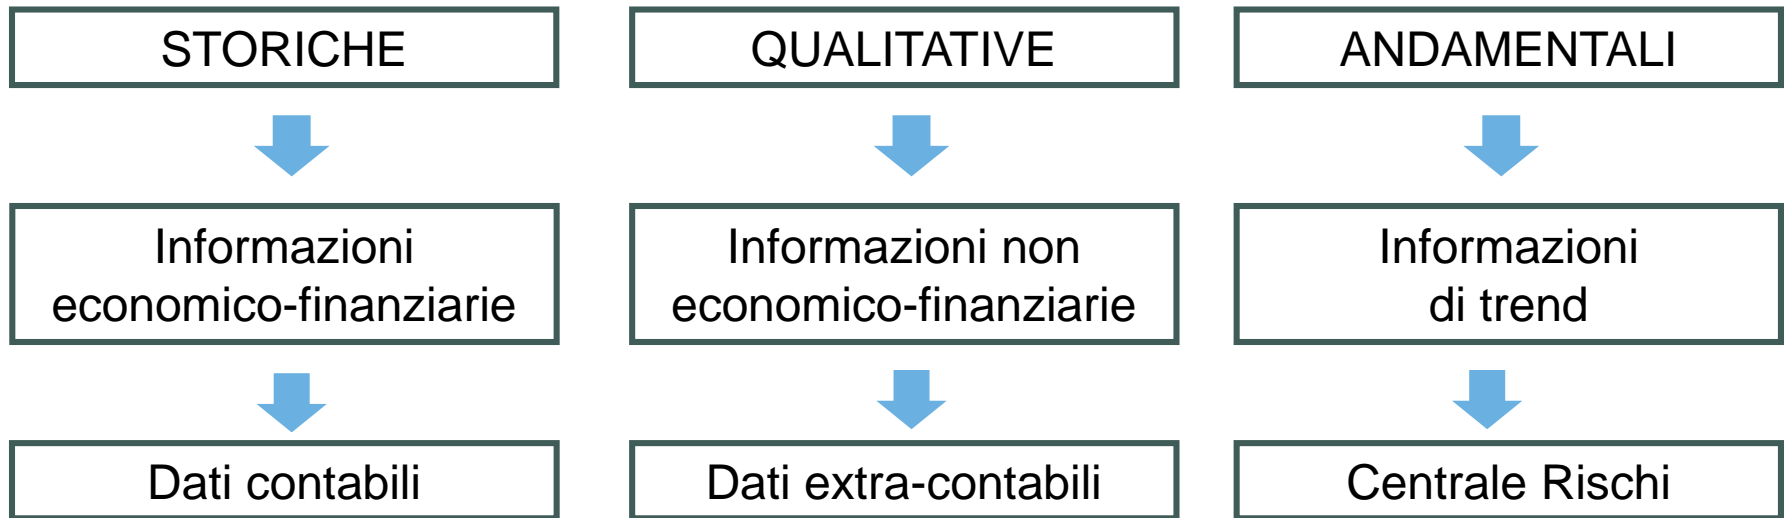 STORICHE
QUALITATIVE
ANDAMENTALI
Informazioni
economico-finanziarie
Informazioni non
economico-finanziarie
Informazioni
di trend
Dati contabili
Dati extra-contabili
Centrale Rischi